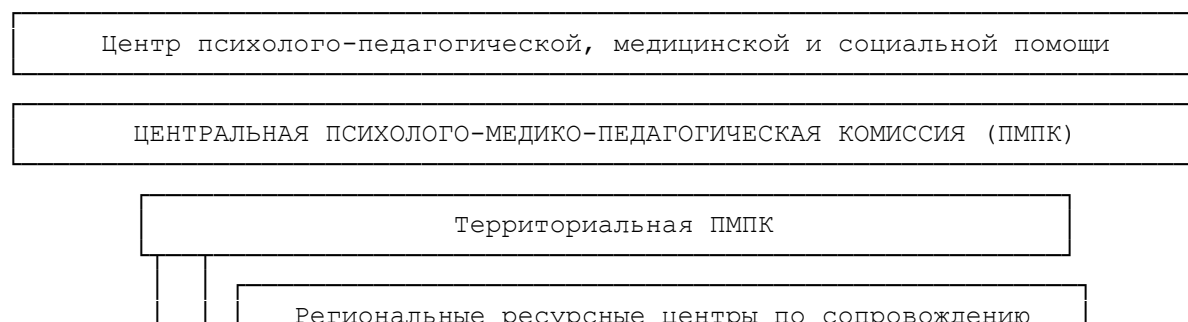 Центр психолого-педагогической, медицинской и социальной помощи
ЦЕНТРАЛЬНАЯ ПСИХОЛОГО-МЕДИКО-ПЕДАГОГИЧЕСКАЯ КОМИССИЯ (ПМПК)
Территориальная ПМПК
Региональные ресурсные центры по сопровождению